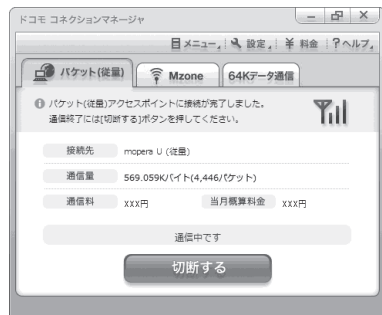 ドコモ コネクションマネージャ
メニュー 設定 ¥ 料金 ? ヘルプ
パケット(従量) Mzone 64Kデータ通信
パケット(従量)アクセスポイントに接続が完了しました。
通信終了には[切断する]ボタンを押してください。
接続先 mopera U (従量)
通信量 569.059Kバイト(4,446パケット)
通信料 xxx円 当月概算料金 xxx円
通信中です
切断する